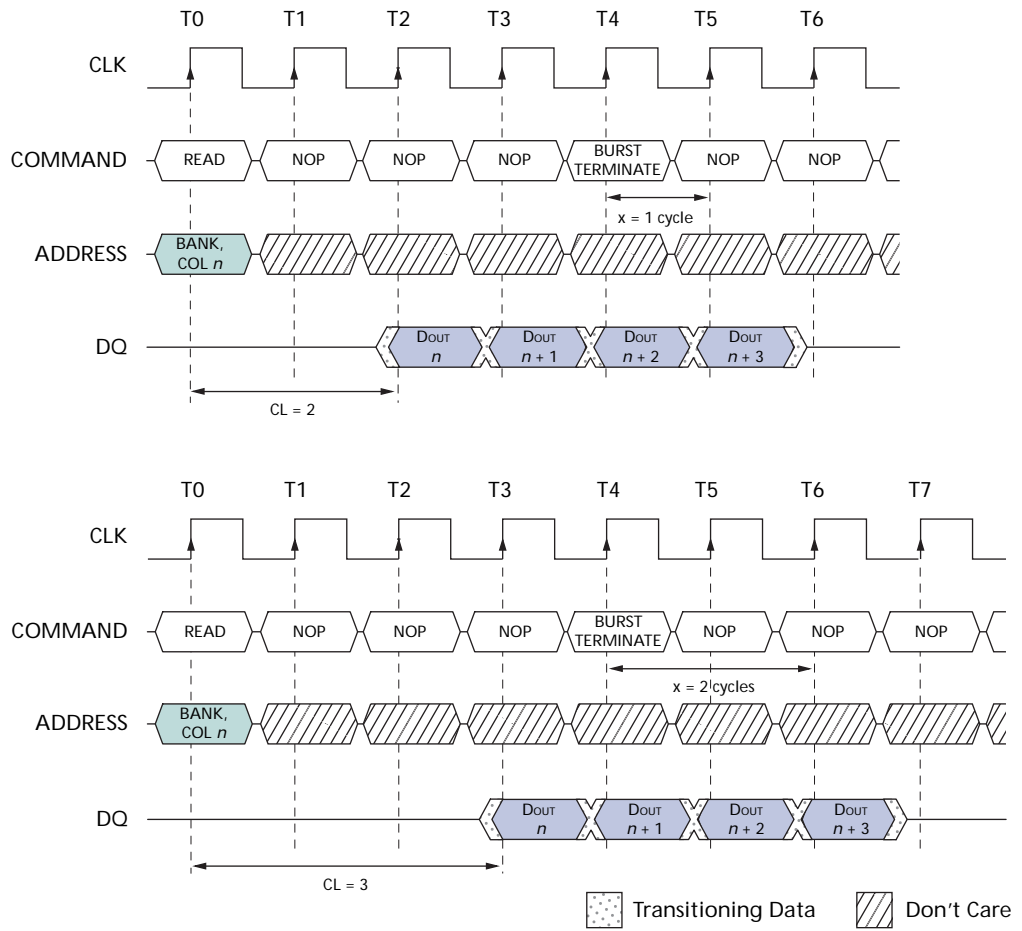 T0 T1 T2 T3 T4 T5 T6
CLK
COMMAND READ NOP NOP NOP BURST TERMINATE NOP NOP
x = 1 cycle
ADDRESS BANK, COL n
DQ DOUT n DOUT n + 1 DOUT n + 2 DOUT n + 3
CL = 2
T0 T1 T2 T3 T4 T5 T6 T7
CLK
COMMAND READ NOP NOP NOP BURST TERMINATE NOP NOP NOP
x = 2 cycles
ADDRESS BANK, COL n
DQ DOUT n DOUT n + 1 DOUT n + 2 DOUT n + 3
CL = 3
Transitioning Data Don't Care